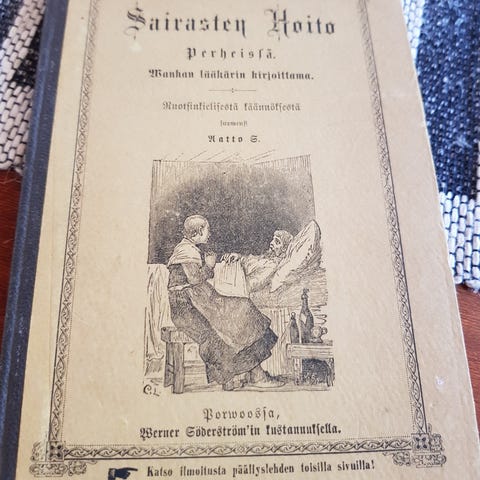 Sairasten Hoito
Perheissä.
Wanhan lääkärin kirjoittama.
Ruotsinkielisestä käännöksestä
suomensi
Aatto S.
C. L.
Porwoossa,
Werner Söderström'in kustannuksella.
Katso ilmoitusta päällyslehden toisilla sivuilla!